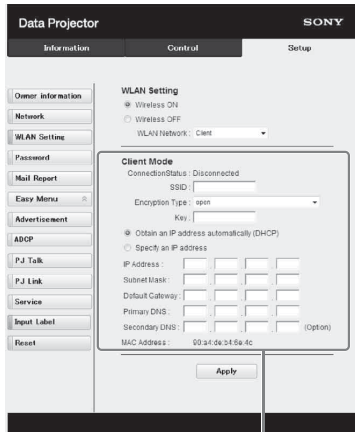 Data Projector SONY
Information Control Setup
Owner information
Network
WLAN Setting
Password
Mail Report
Easy Menu
Advertisement
ADCP
PJ Talk
PJ Link
Service
Input Label
Reset
WLAN Setting
Wireless ON
Wireless OFF
WLAN Network : Client
Client Mode
ConnectionStatus : Disconnected
SSID :
Encryption Type : open
Key :
Obtain an IP address automatically (DHCP)
Specify an IP address
IP Address :
Subnet Mask :
Default Gateway :
Primary DNS :
Secondary DNS : (Option)
MAC Address : 90:a4:de:b4:6e:4c
Apply